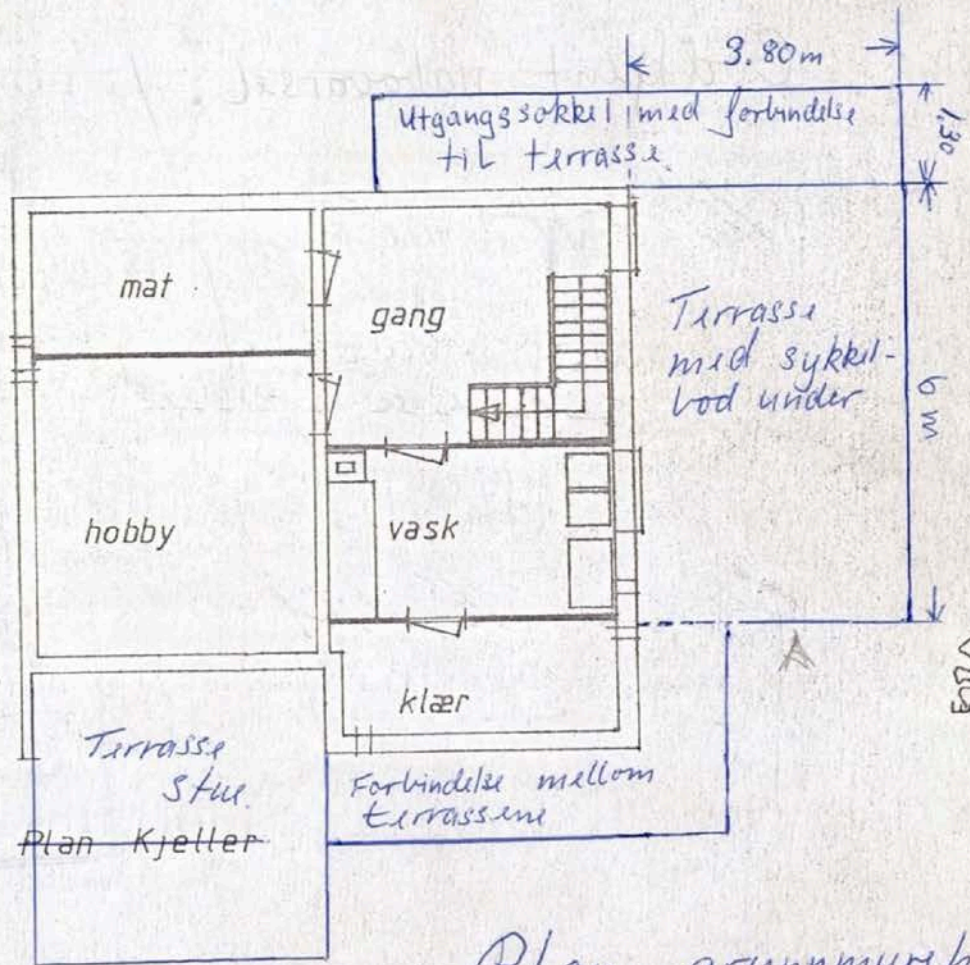 3.80m
Utgangssokkel med forbindelse
til terrasse.
1,30
mat
gang
Terrasse
med sykkel-
bod under
6 m
hobby
vask
A
klær
Terrasse
stue.
Forbindelse mellom
terrassene
Plan Kjeller